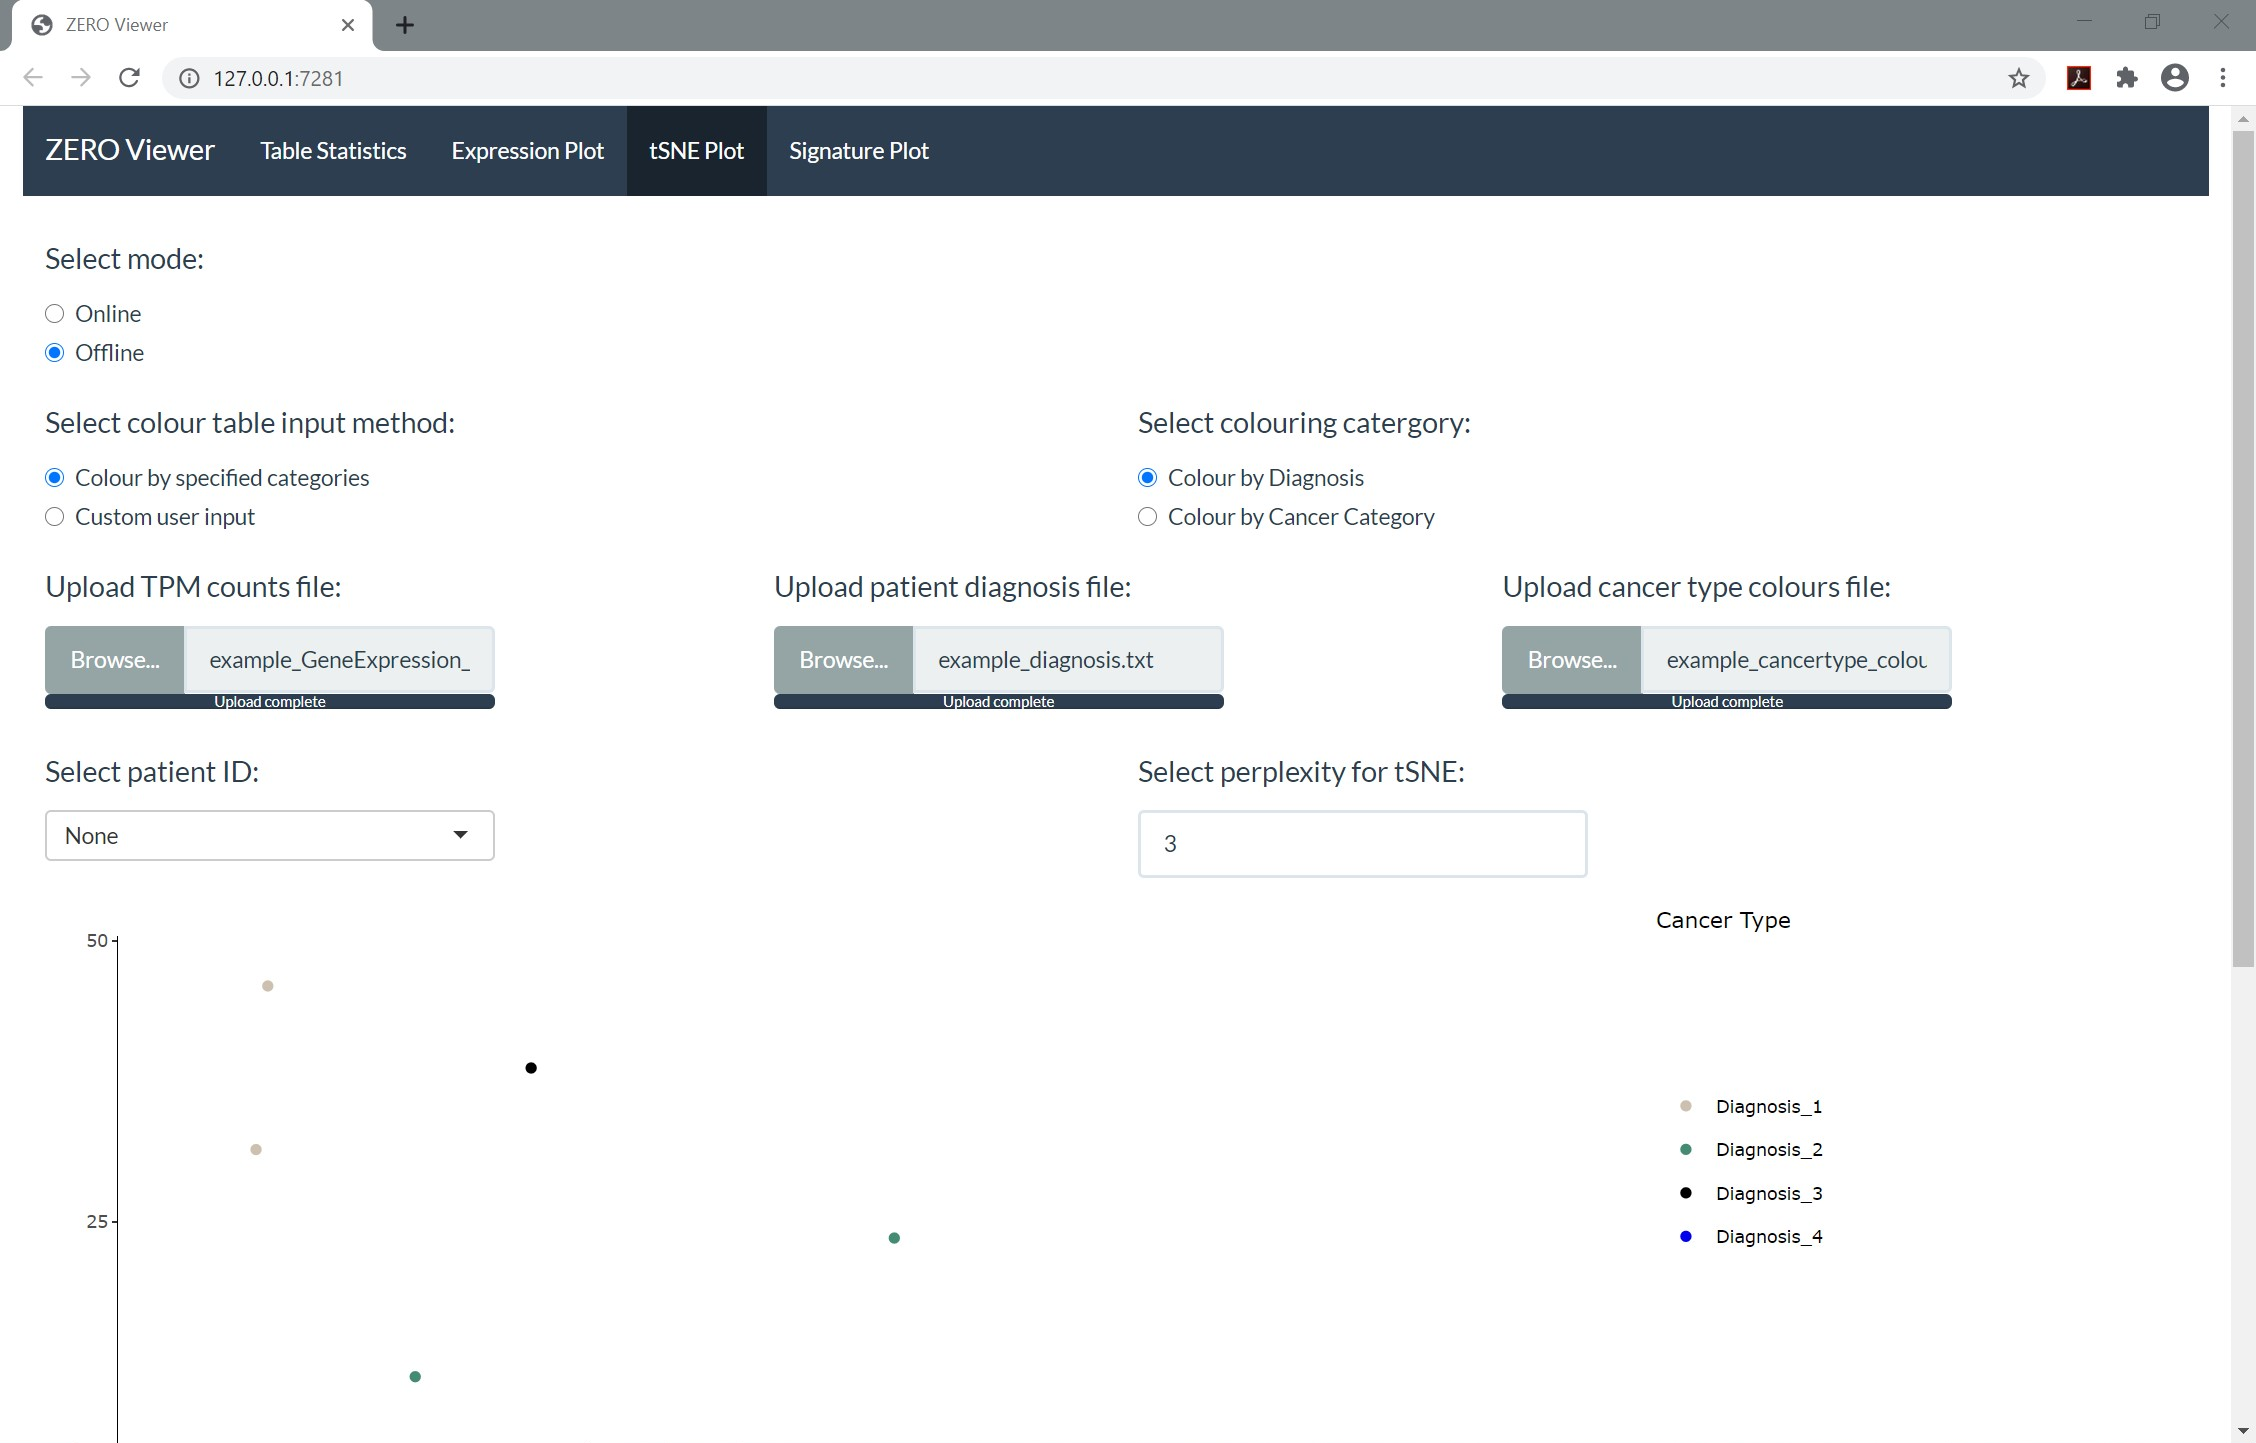 ZERO Viewer
127.0.0.1:7281
ZERO Viewer Table Statistics Expression Plot tSNE Plot Signature Plot
Select mode:
Online
Offline
Select colour table input method:
Colour by specified categories
Custom user input
Select colouring catergory:
Colour by Diagnosis
Colour by Cancer Category
Upload TPM counts file:
Browse... example_GeneExpression_
Upload complete
Upload patient diagnosis file:
Browse... example_diagnosis.txt
Upload complete
Upload cancer type colours file:
Browse... example_cancertype_colou
Upload complete
Select patient ID:
None
Select perplexity for tSNE:
3
50
25
Cancer Type
Diagnosis_1
Diagnosis_2
Diagnosis_3
Diagnosis_4